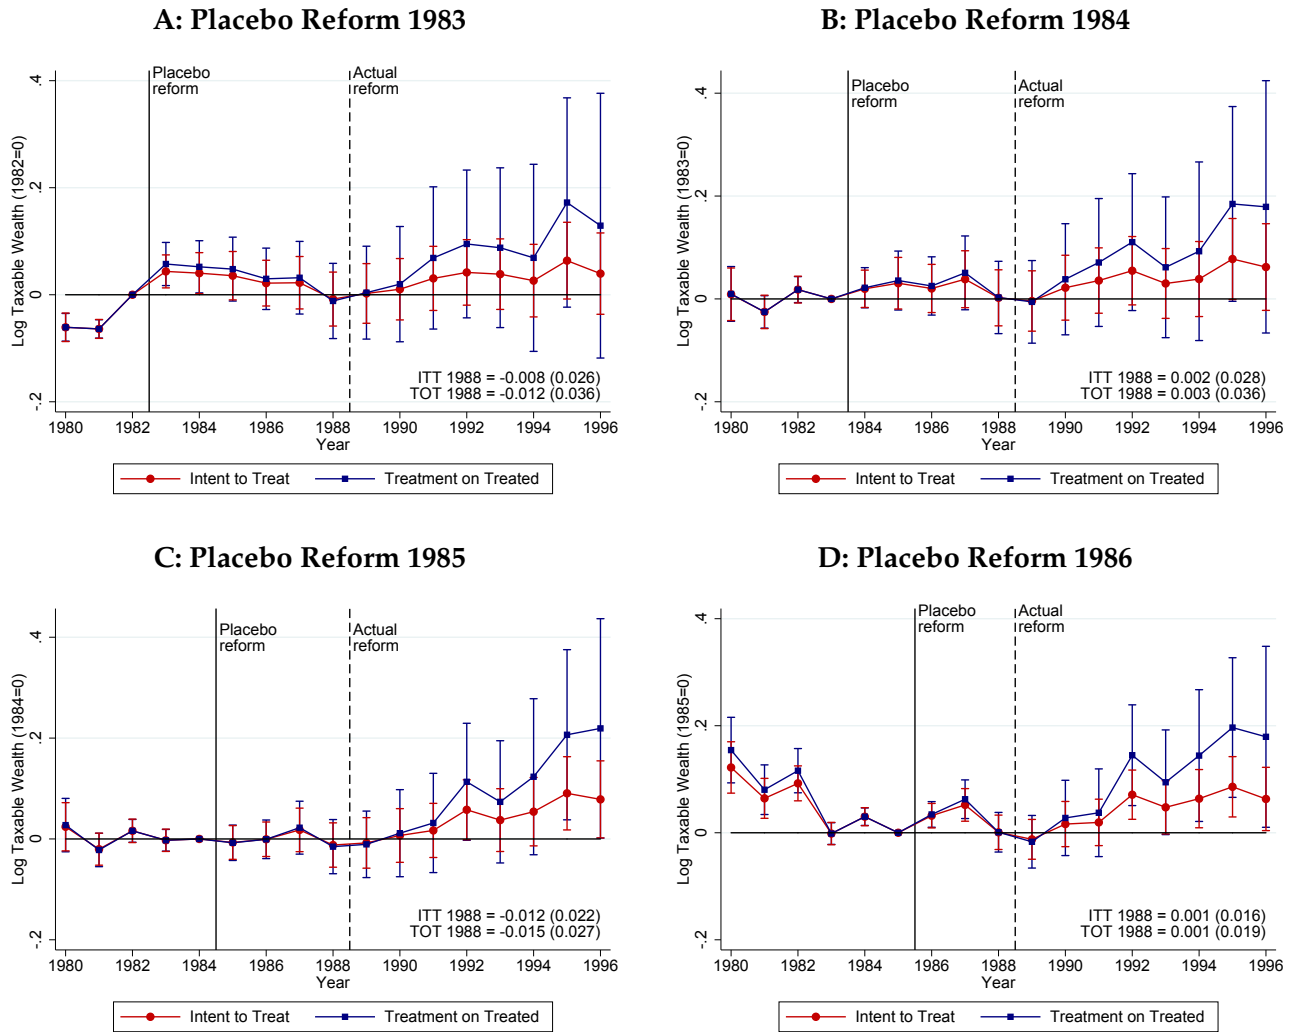 A: Placebo Reform 1983
Log Taxable Wealth (1982=0)
.4
.2
0
-.2
Placebo
reform
Actual
reform
ITT 1988 = -0.008 (0.026)
TOT 1988 = -0.012 (0.036)
1980 1982 1984 1986 1988 1990 1992 1994 1996
Year
Intent to Treat Treatment on Treated
B: Placebo Reform 1984
Log Taxable Wealth (1983=0)
.4
.2
0
-.2
Placebo
reform
Actual
reform
ITT 1988 = 0.002 (0.028)
TOT 1988 = 0.003 (0.036)
1980 1982 1984 1986 1988 1990 1992 1994 1996
Year
Intent to Treat Treatment on Treated
C: Placebo Reform 1985
Log Taxable Wealth (1984=0)
.4
.2
0
-.2
Placebo
reform
Actual
reform
ITT 1988 = -0.012 (0.022)
TOT 1988 = -0.015 (0.027)
1980 1982 1984 1986 1988 1990 1992 1994 1996
Year
Intent to Treat Treatment on Treated
D: Placebo Reform 1986
Log Taxable Wealth (1985=0)
.4
.2
0
-.2
Placebo
reform
Actual
reform
ITT 1988 = 0.001 (0.016)
TOT 1988 = 0.001 (0.019)
1980 1982 1984 1986 1988 1990 1992 1994 1996
Year
Intent to Treat Treatment on Treated